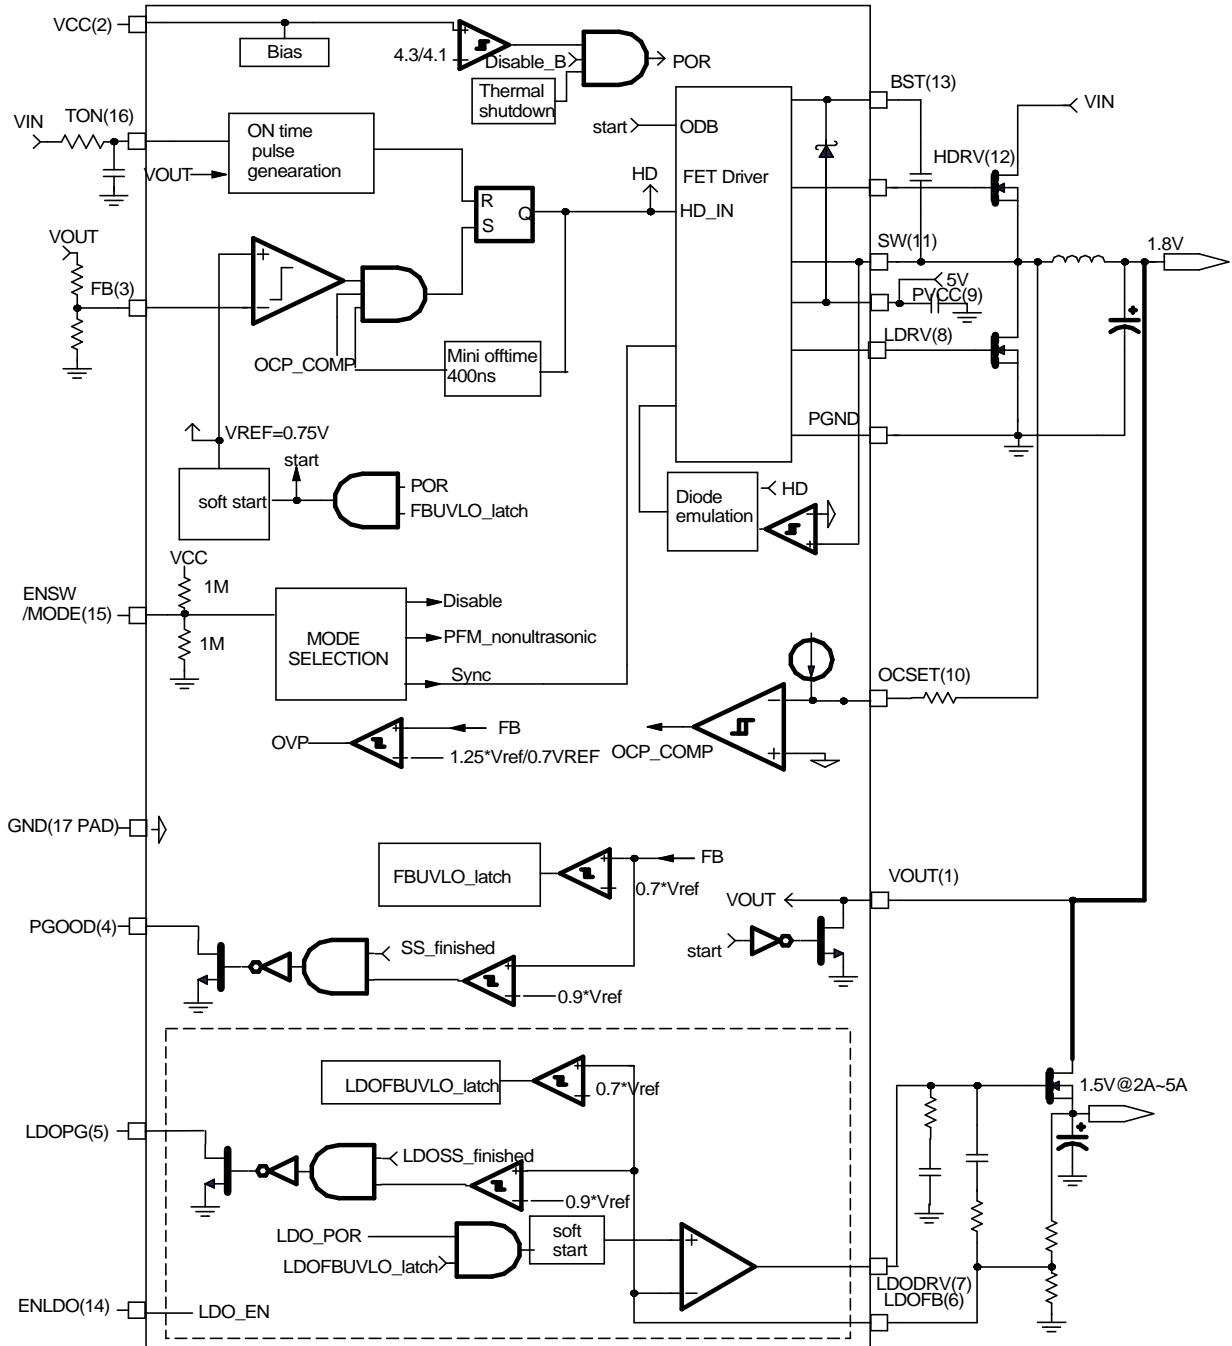 VCC(2)
Bias
4.3/4.1
Disable_B
POR
Thermal
shutdown
BST(13)
VIN
TON(16)
VIN
ON time
pulse
genearation
VOUT
start
ODB
HDRV(12)
FET Driver
HD
R
Q
S
HD_IN
SW(11)
1.8V
VOUT
FB(3)
5V
PVCC(9)
OCP_COMP
Mini offtime
400ns
LDRV(8)
PGND
VREF=0.75V
start
soft start
POR
FBUVLO_latch
HD
Diode
emulation
VCC
1M
ENSW
/MODE(15)
1M
MODE
SELECTION
Disable
PFM_nonultrasonic
Sync
OCSET(10)
OCP_COMP
FB
OVP
1.25*Vref/0.7VREF
GND(17 PAD)
FB
FBUVLO_latch
0.7*Vref
VOUT
VOUT(1)
PGOOD(4)
SS_finished
start
0.9*Vref
LDOFBUVLO_latch
0.7*Vref
1.5V@2A~5A
LDOPG(5)
LDOSS_finished
0.9*Vref
LDO_POR
soft
start
LDOFBUVLO_latch
LDODRV(7)
LDOFB(6)
ENLDO(14)
LDO_EN